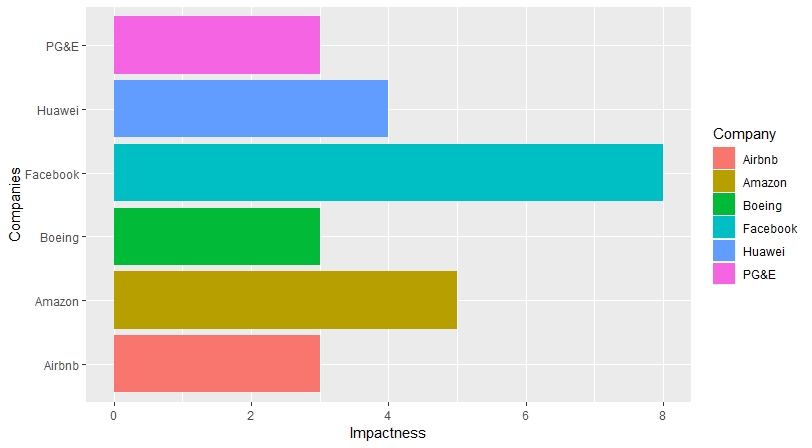 PG&E
Huawei
Facebook
Boeing
Amazon
Airbnb
Companies
0 2 4 6 8
Impactness
Company
Airbnb
Amazon
Boeing
Facebook
Huawei
PG&E